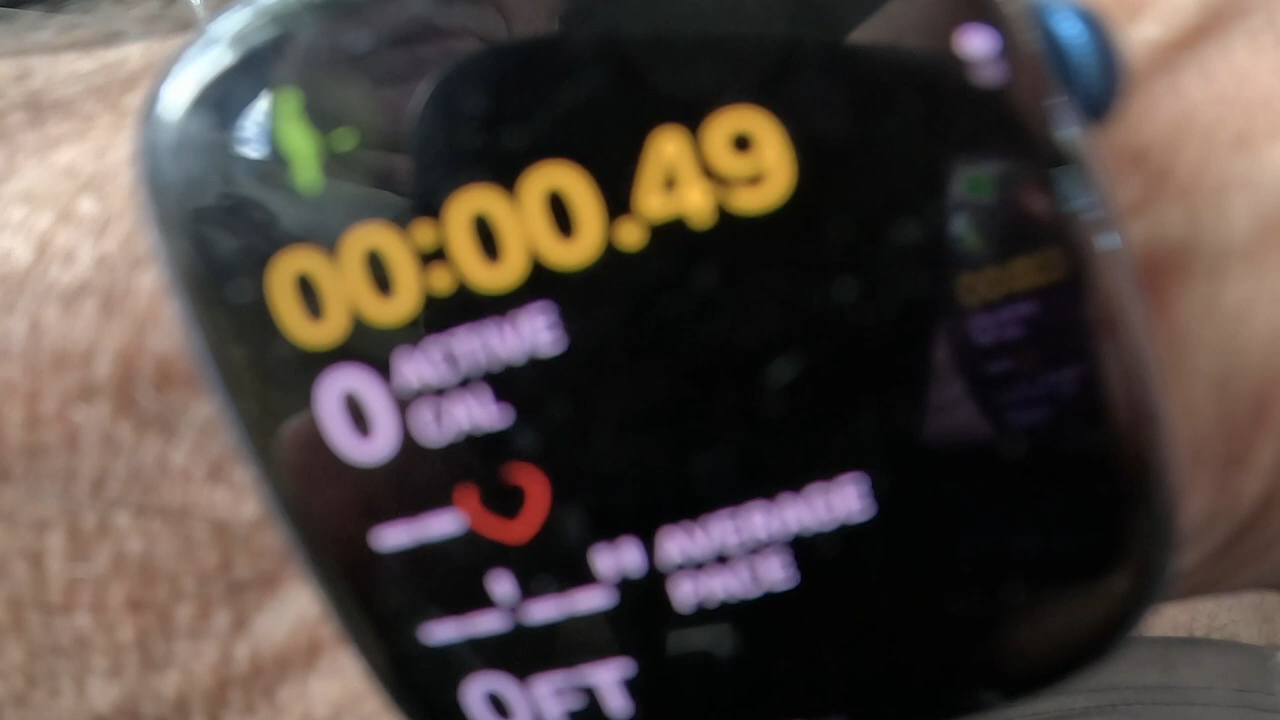 00:00.49
0 ACTIVE
CAL
--
-'--" AVERAGE
PACE
0FT